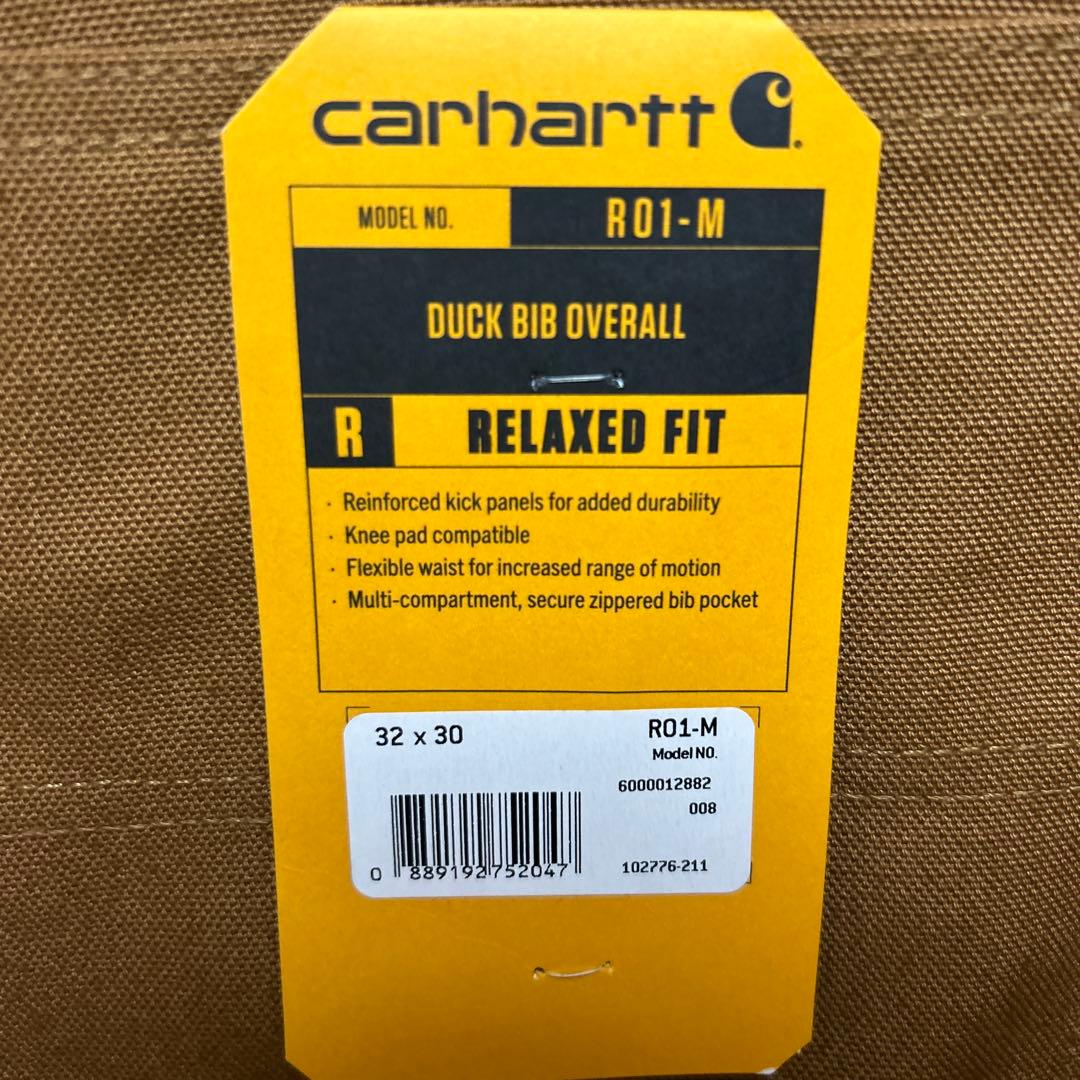 carhartt
MODEL NO. R01-M
DUCK BIB OVERALL
R RELAXED FIT
· Reinforced kick panels for added durability
· Knee pad compatible
· Flexible waist for increased range of motion
· Multi-compartment, secure zippered bib pocket
32 x 30 R01-M
Model NO.
6000012882
008
0 889192752047 102776-211